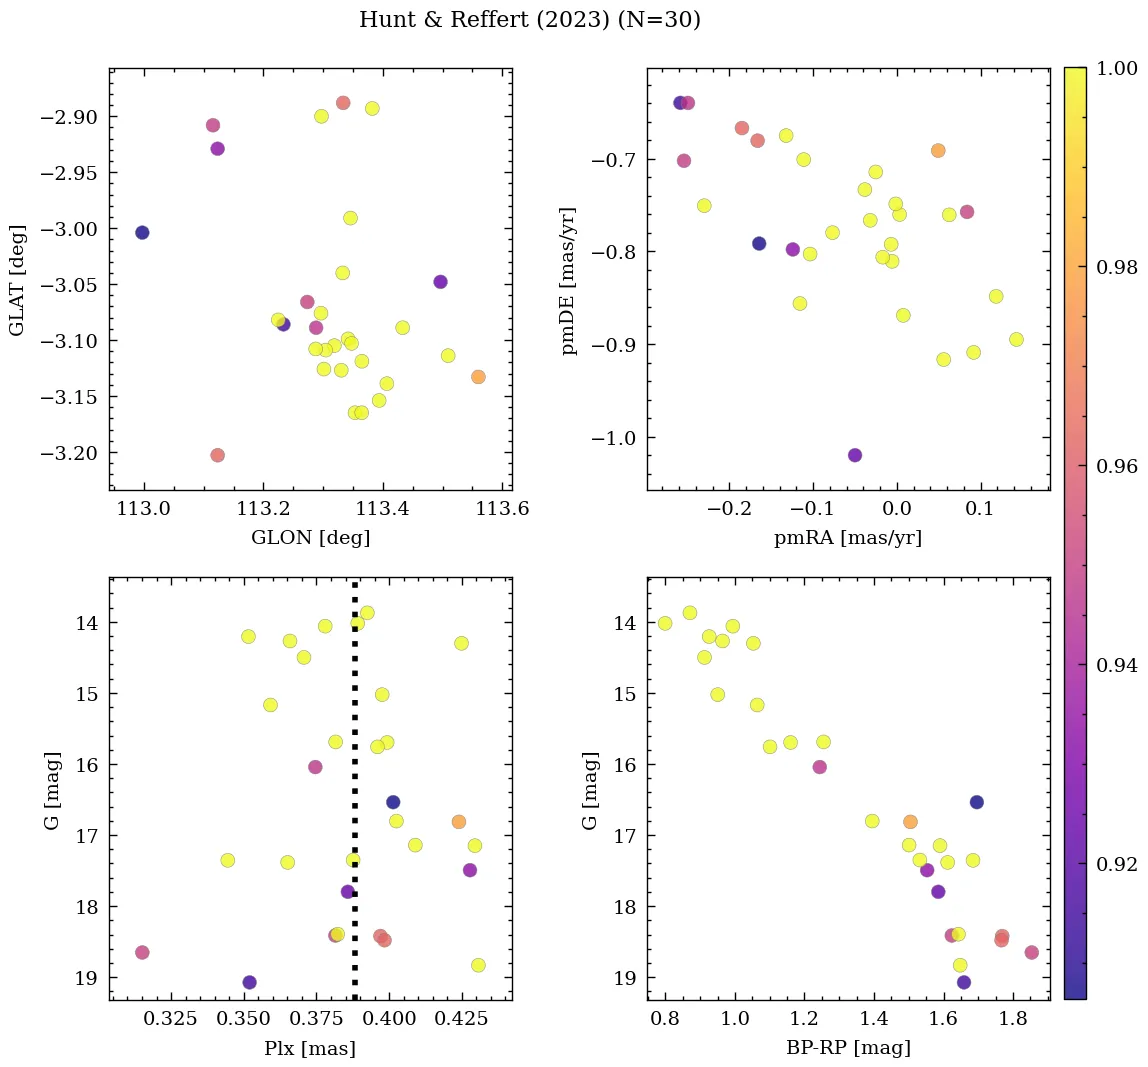 Hunt & Reffert (2023) (N=30)
−2.90
−2.95
−3.00
−3.05
−3.10
−3.15
−3.20
GLAT [deg]
113.0 113.2 113.4 113.6
GLON [deg]
−0.7
−0.8
−0.9
−1.0
pmDE [mas/yr]
−0.2 −0.1 0.0 0.1
pmRA [mas/yr]
1.00
0.98
0.96
0.94
0.92
14
15
16
17
18
19
G [mag]
0.325 0.350 0.375 0.400 0.425
Plx [mas]
14
15
16
17
18
19
G [mag]
0.8 1.0 1.2 1.4 1.6 1.8
BP-RP [mag]